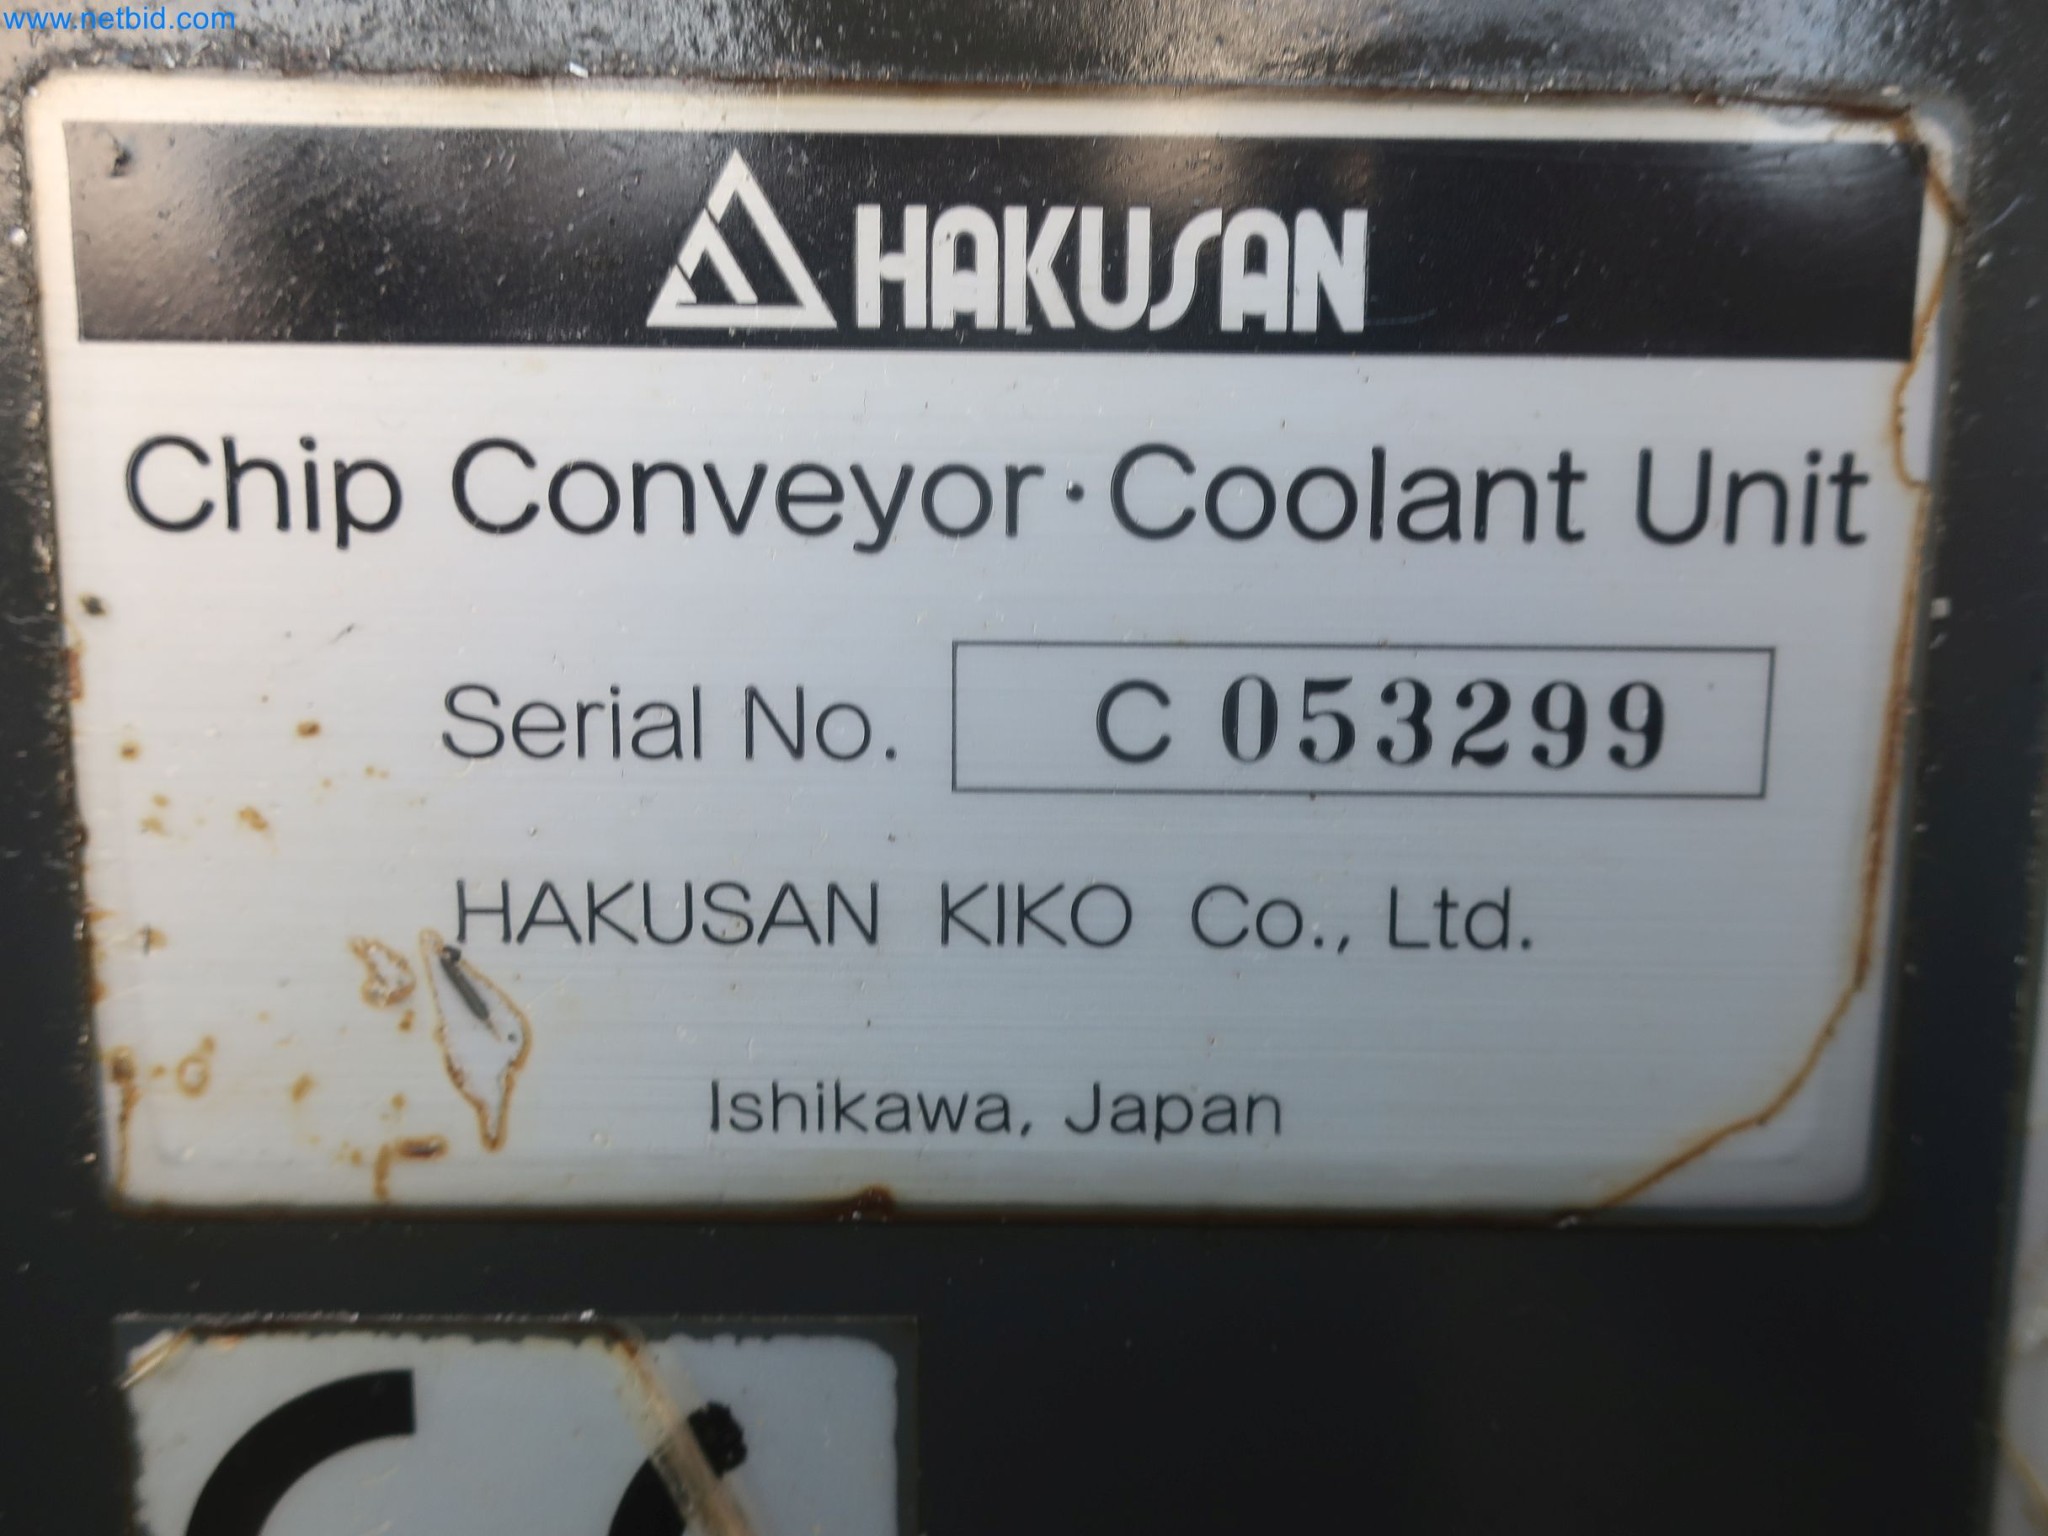 www.netbid.com
HAKUSAN
Chip Conveyor·Coolant Unit
Serial No. C 053299
HAKUSAN KIKO Co., Ltd.
Ishikawa, Japan